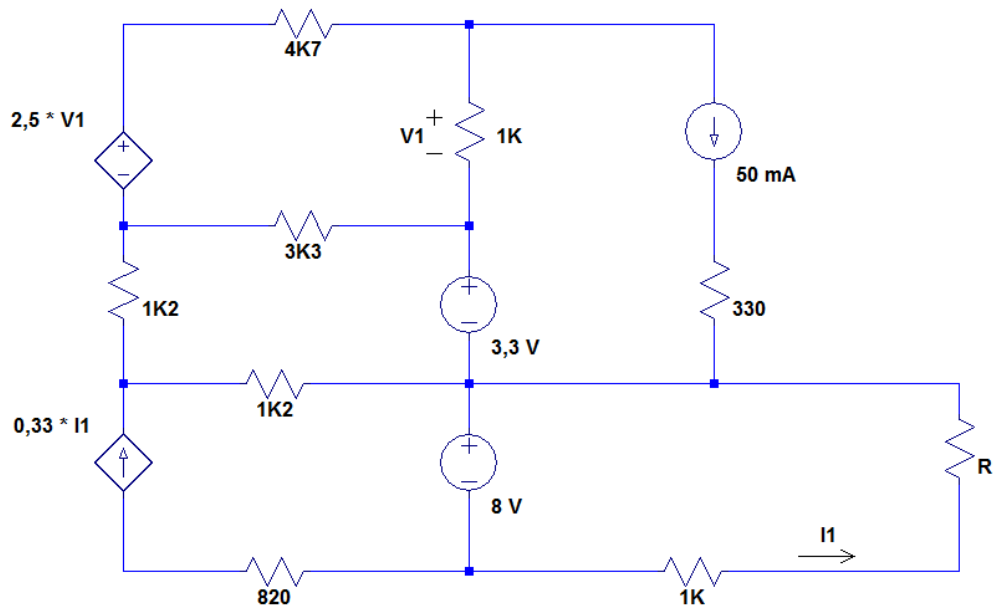 4K7
2,5 * V1
+
–
+
V1
–
1K
50 mA
3K3
1K2
+
–
3,3 V
330
1K2
0,33 * I1
+
–
8 V
R
I1
820
1K